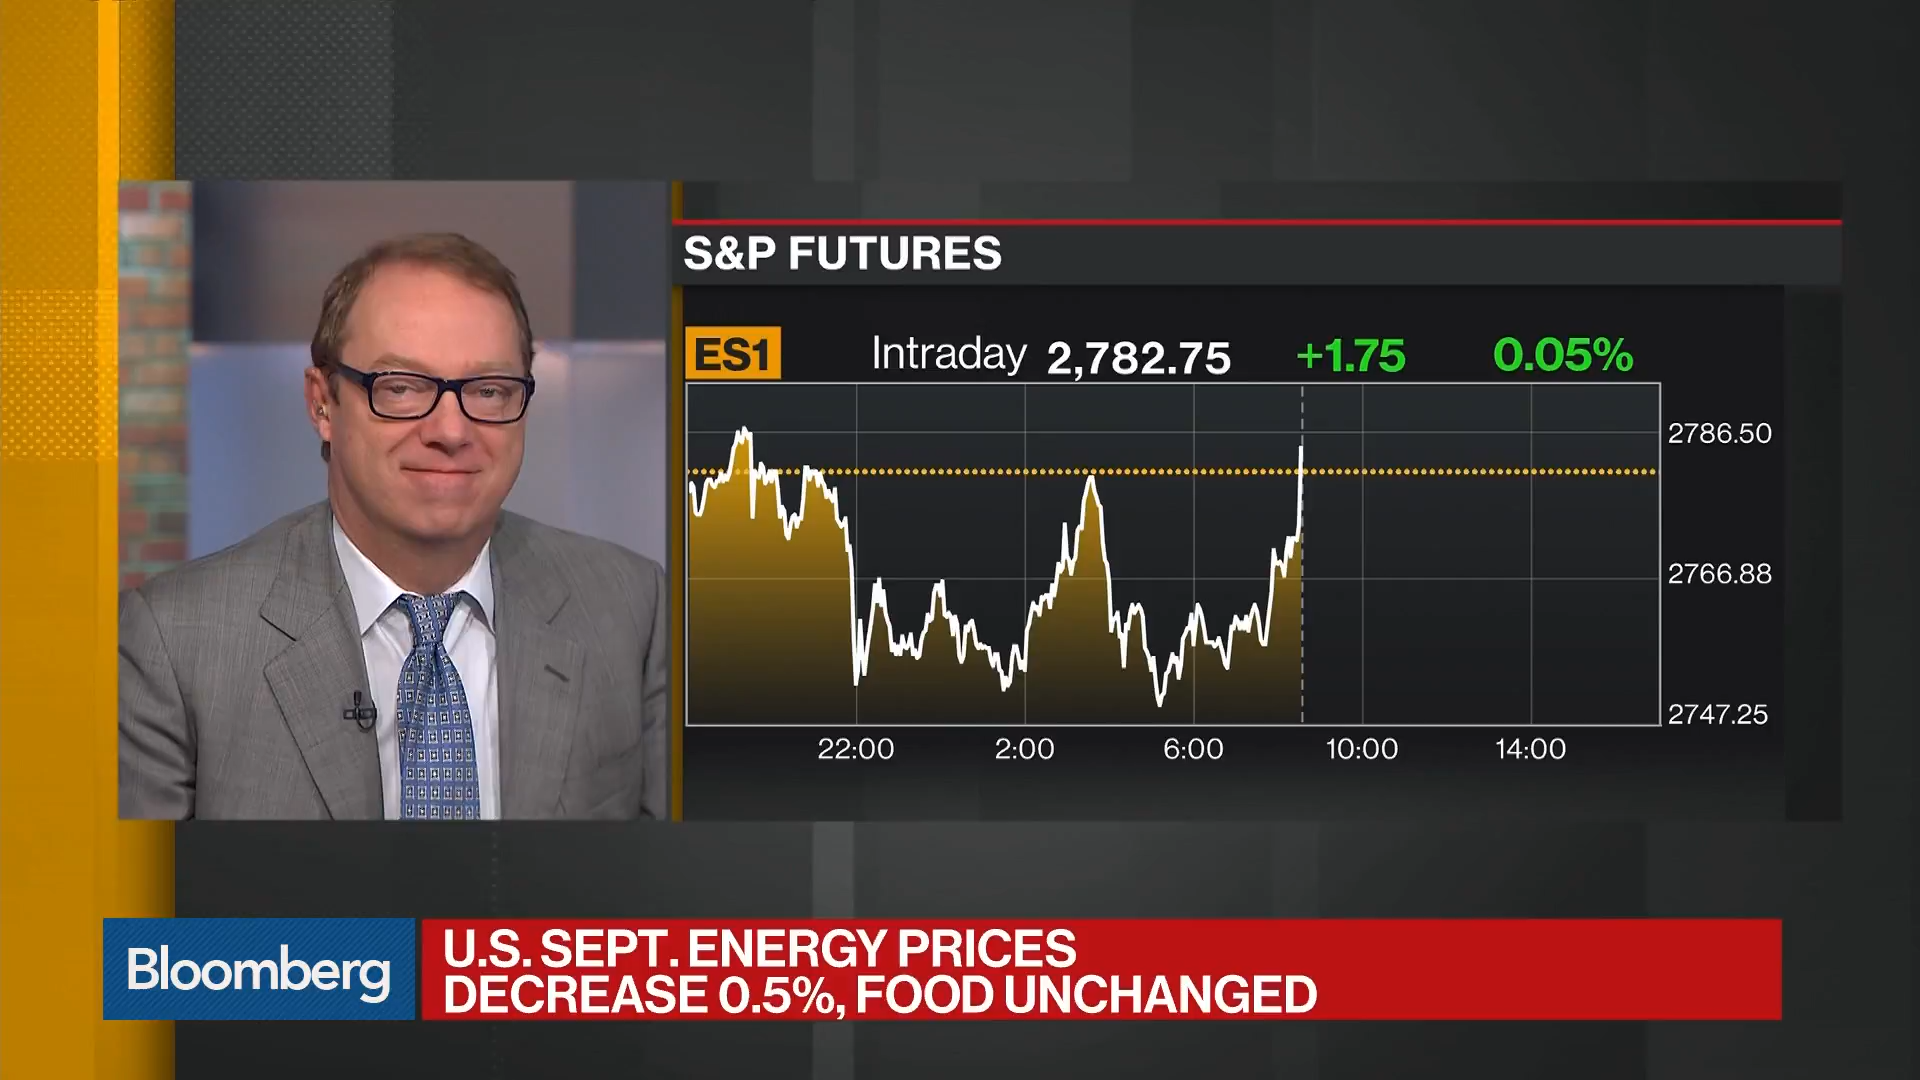 S&P FUTURES
ES1 Intraday 2,782.75 +1.75 0.05%
2786.50
2766.88
2747.25
22:00 2:00 6:00 10:00 14:00
Bloomberg
U.S. SEPT. ENERGY PRICES
DECREASE 0.5%, FOOD UNCHANGED